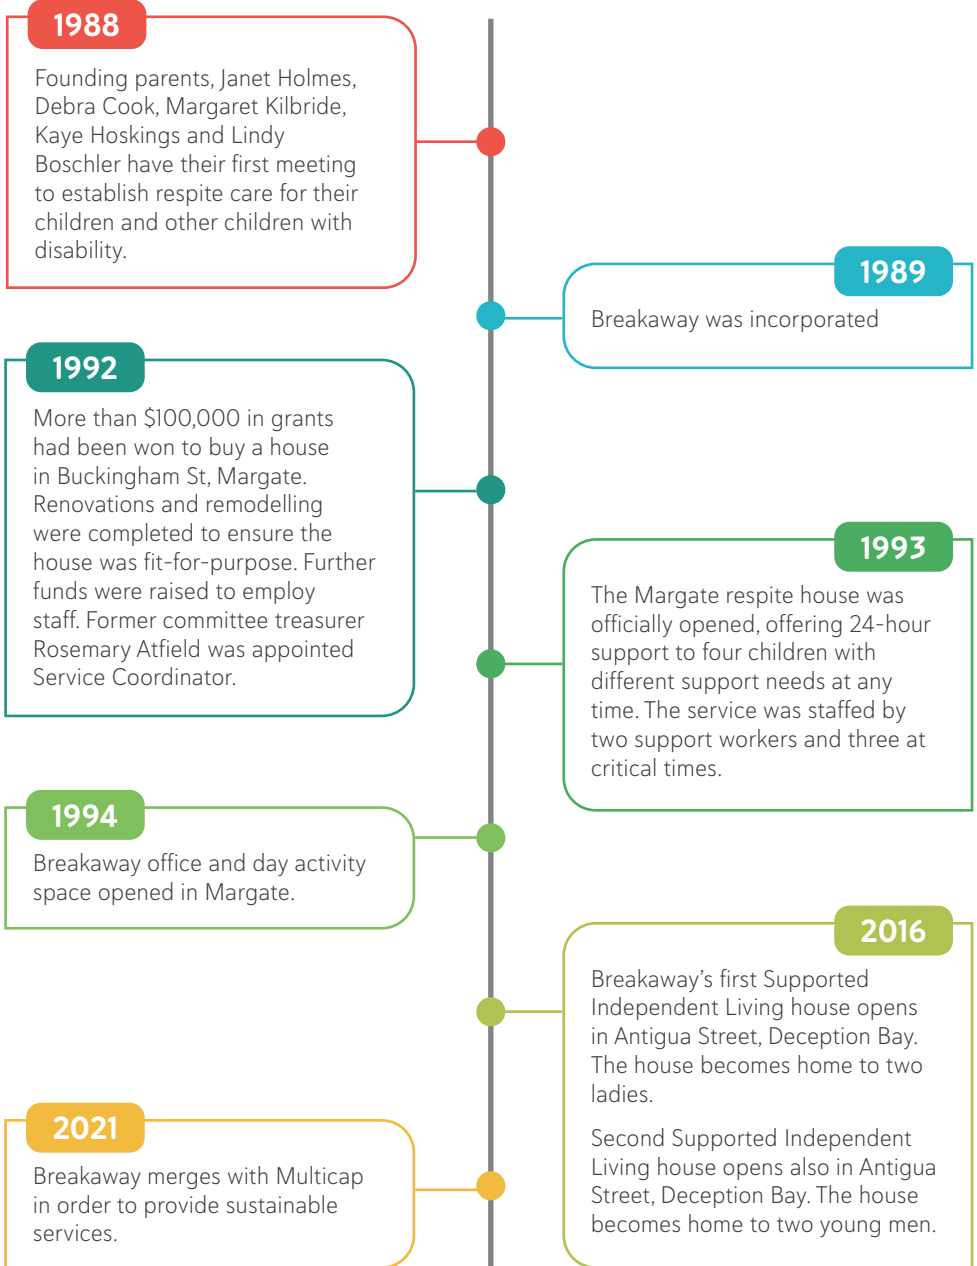 1988
Founding parents, Janet Holmes,
Debra Cook, Margaret Kilbride,
Kaye Hoskings and Lindy
Boschler have their first meeting
to establish respite care for their
children and other children with
disability.
1989
Breakaway was incorporated
1992
More than $100,000 in grants
had been won to buy a house
in Buckingham St, Margate.
Renovations and remodelling
were completed to ensure the
house was fit-for-purpose. Further
funds were raised to employ
staff. Former committee treasurer
Rosemary Atfield was appointed
Service Coordinator.
1993
The Margate respite house was
officially opened, offering 24-hour
support to four children with
different support needs at any
time. The service was staffed by
two support workers and three at
critical times.
1994
Breakaway office and day activity
space opened in Margate.
2016
Breakaway’s first Supported
Independent Living house opens
in Antigua Street, Deception Bay.
The house becomes home to two
ladies.
Second Supported Independent
Living house opens also in Antigua
Street, Deception Bay. The house
becomes home to two young men.
2021
Breakaway merges with Multicap
in order to provide sustainable
services.